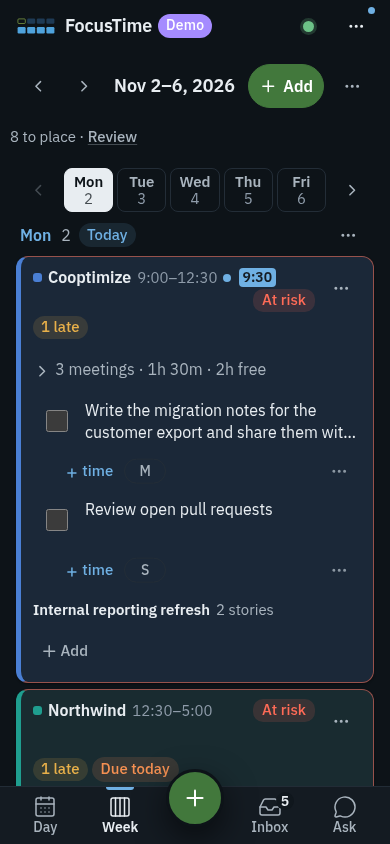 FocusTime Demo
Nov 2–6, 2026 + Add
8 to place · Review
Mon Tue Wed Thu Fri
2 3 4 5 6
Mon 2 Today
Cooptimize 9:00–12:30 9:30
At risk
1 late
3 meetings · 1h 30m · 2h free
Write the migration notes for the
customer export and share them wit...
+ time M
Review open pull requests
+ time S
Internal reporting refresh 2 stories
+ Add
Northwind 12:30–5:00 At risk
1 late Due today
+
5
Day Week Inbox Ask